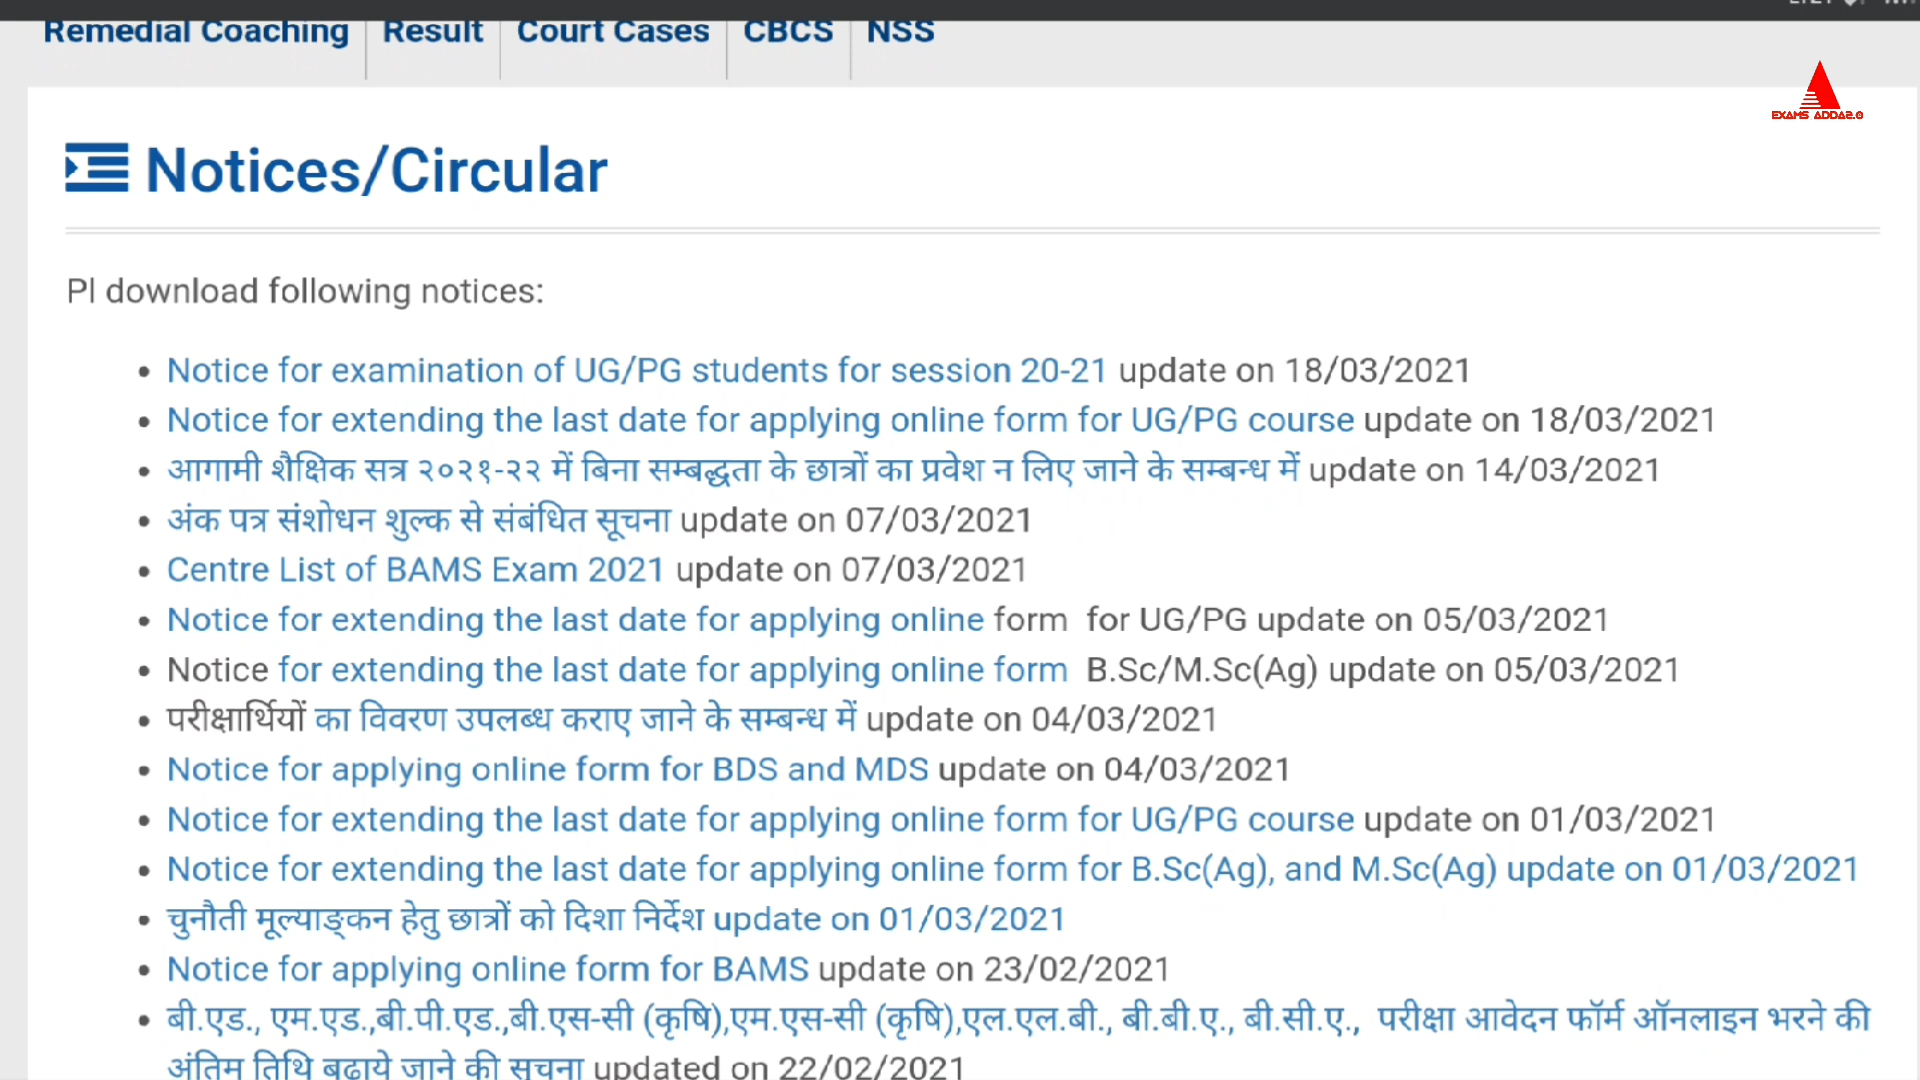 Remedial Coaching Result Court Cases CBCS NSS
EXAMS ADDA2.0
Notices/Circular
Pl download following notices:
Notice for examination of UG/PG students for session 20-21 update on 18/03/2021
Notice for extending the last date for applying online form for UG/PG course update on 18/03/2021
आगामी शैक्षिक सत्र २०२१-२२ में बिना सम्बद्धता के छात्रों का प्रवेश न लिए जाने के सम्बन्ध में update on 14/03/2021
अंक पत्र संशोधन शुल्क से संबंधित सूचना update on 07/03/2021
Centre List of BAMS Exam 2021 update on 07/03/2021
Notice for extending the last date for applying online form for UG/PG update on 05/03/2021
Notice for extending the last date for applying online form B.Sc/M.Sc(Ag) update on 05/03/2021
परीक्षार्थियों का विवरण उपलब्ध कराए जाने के सम्बन्ध में update on 04/03/2021
Notice for applying online form for BDS and MDS update on 04/03/2021
Notice for extending the last date for applying online form for UG/PG course update on 01/03/2021
Notice for extending the last date for applying online form for B.Sc(Ag), and M.Sc(Ag) update on 01/03/2021
चुनौती मूल्याङ्कन हेतु छात्रों को दिशा निर्देश update on 01/03/2021
Notice for applying online form for BAMS update on 23/02/2021
बी.एड., एम.एड.,बी.पी.एड.,बी.एस-सी (कृषि),एम.एस-सी (कृषि),एल.एल.बी., बी.बी.ए., बी.सी.ए., परीक्षा आवेदन फॉर्म ऑनलाइन भरने की
अंतिम तिथि बढ़ाये जाने की सूचना updated on 22/02/2021